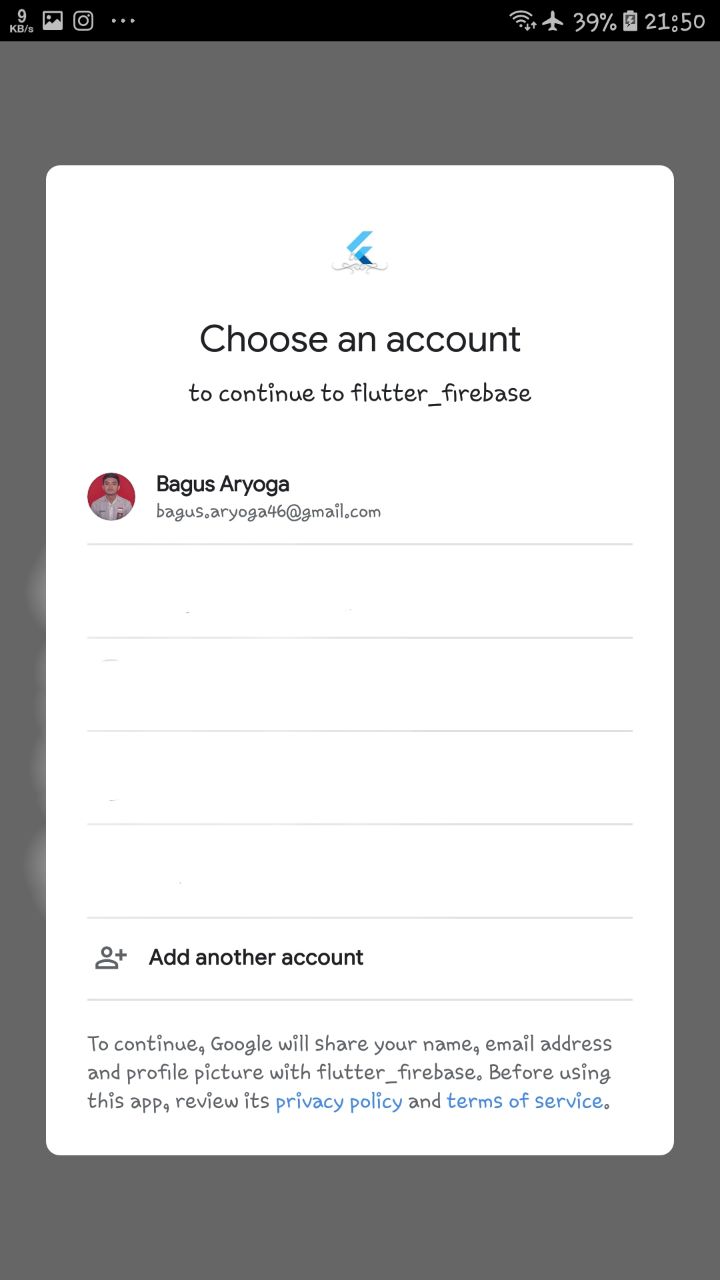 9
KB/s
39%
21:50
Choose an account
to continue to flutter_firebase
Bagus Aryoga
bagus.aryoga46@gmail.com
Add another account
To continue, Google will share your name, email address
and profile picture with flutter_firebase. Before using
this app, review its privacy policy and terms of service.